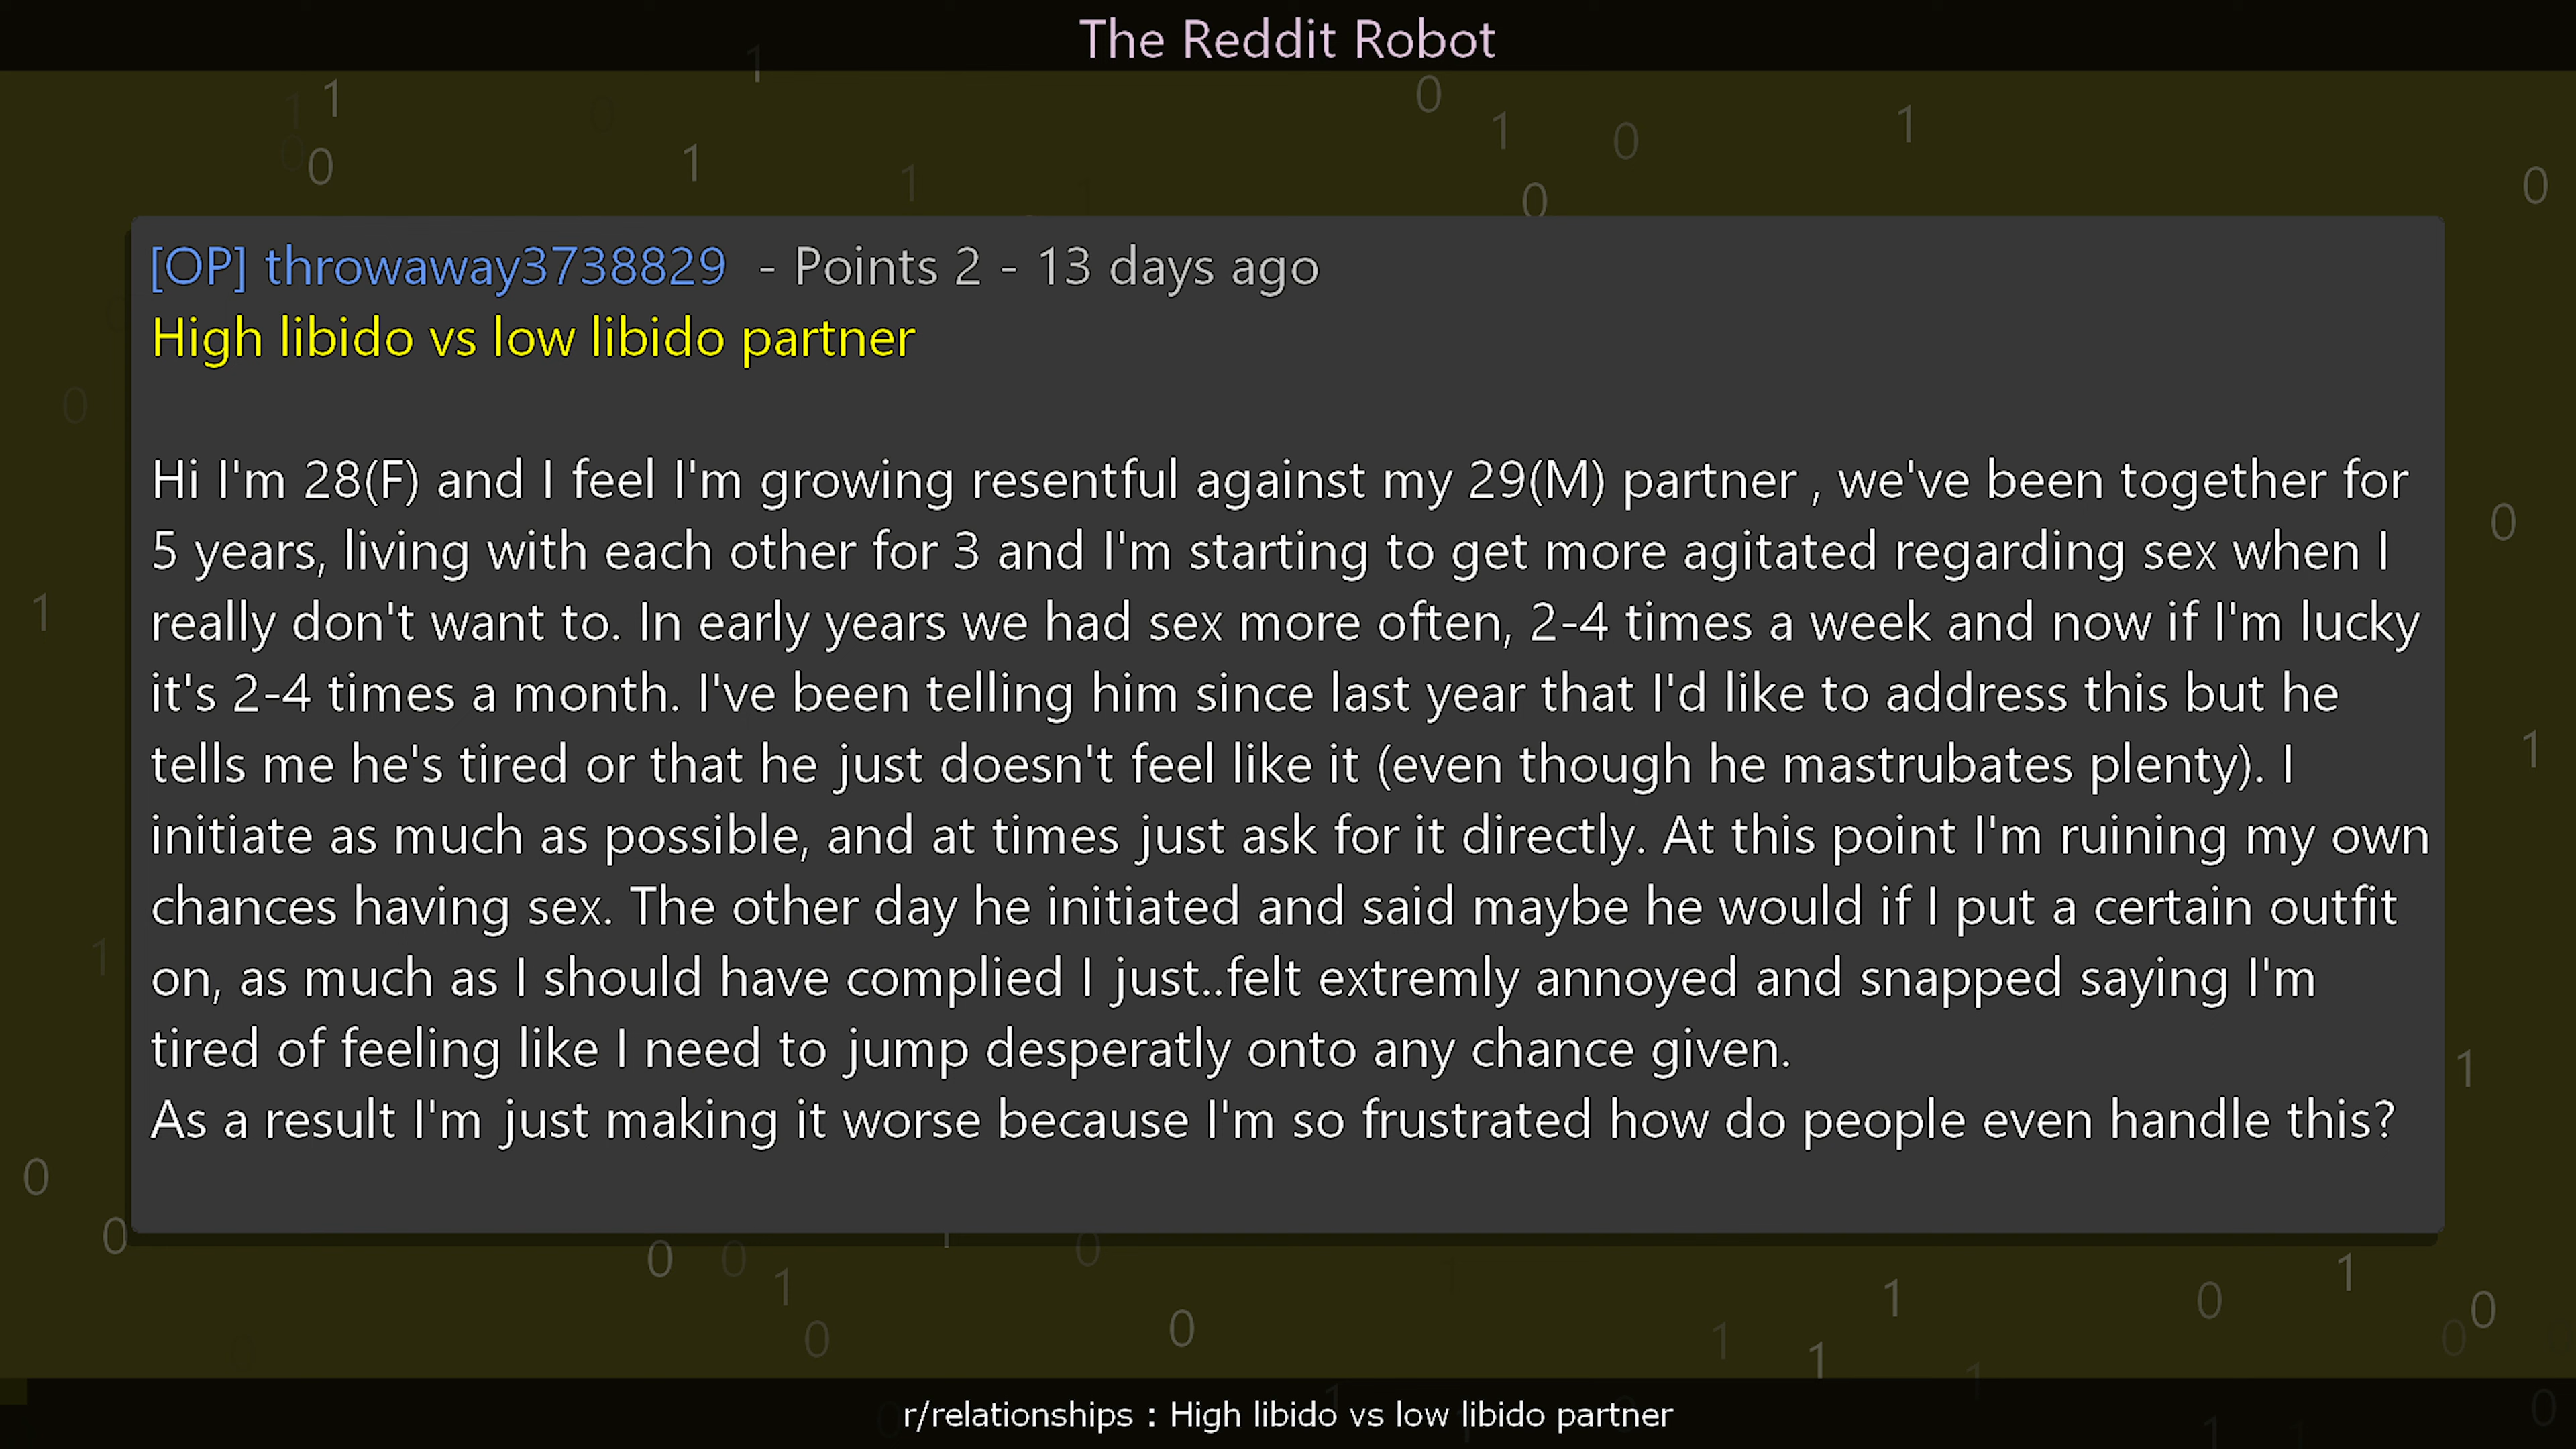 The Reddit Robot
[OP] throwaway3738829 - Points 2 - 13 days ago
High libido vs low libido partner
Hi I'm 28(F) and I feel I'm growing resentful against my 29(M) partner , we've been together for
5 years, living with each other for 3 and I'm starting to get more agitated regarding sex when I
really don't want to. In early years we had sex more often, 2-4 times a week and now if I'm lucky
it's 2-4 times a month. I've been telling him since last year that I'd like to address this but he
tells me he's tired or that he just doesn't feel like it (even though he mastrubates plenty). I
initiate as much as possible, and at times just ask for it directly. At this point I'm ruining my own
chances having sex. The other day he initiated and said maybe he would if I put a certain outfit
on, as much as I should have complied I just..felt extremly annoyed and snapped saying I'm
tired of feeling like I need to jump desperatly onto any chance given.
As a result I'm just making it worse because I'm so frustrated how do people even handle this?
r/relationships : High libido vs low libido partner